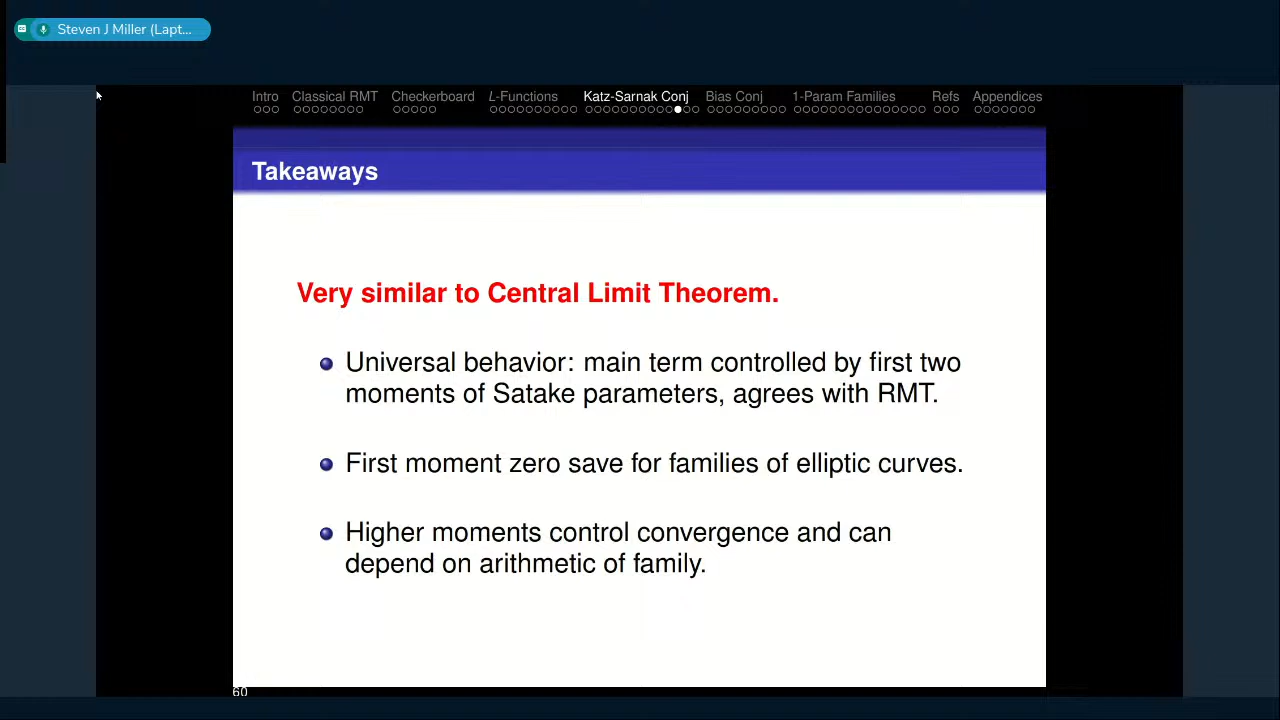 Steven J Miller (Lapt...
Intro Classical RMT Checkerboard L-Functions Katz-Sarnak Conj Bias Conj 1-Param Families Refs Appendices
Takeaways
Very similar to Central Limit Theorem.
Universal behavior: main term controlled by first two
moments of Satake parameters, agrees with RMT.
First moment zero save for families of elliptic curves.
Higher moments control convergence and can
depend on arithmetic of family.
60